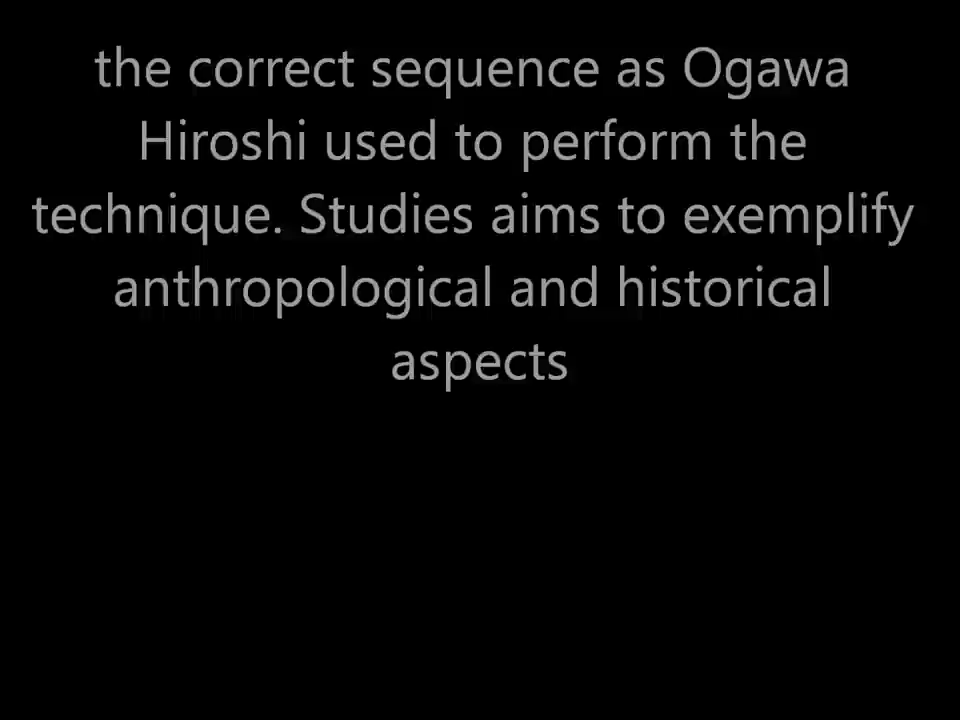 the correct sequence as Ogawa
Hiroshi used to perform the
technique. Studies aims to exemplify
anthropological and historical
aspects